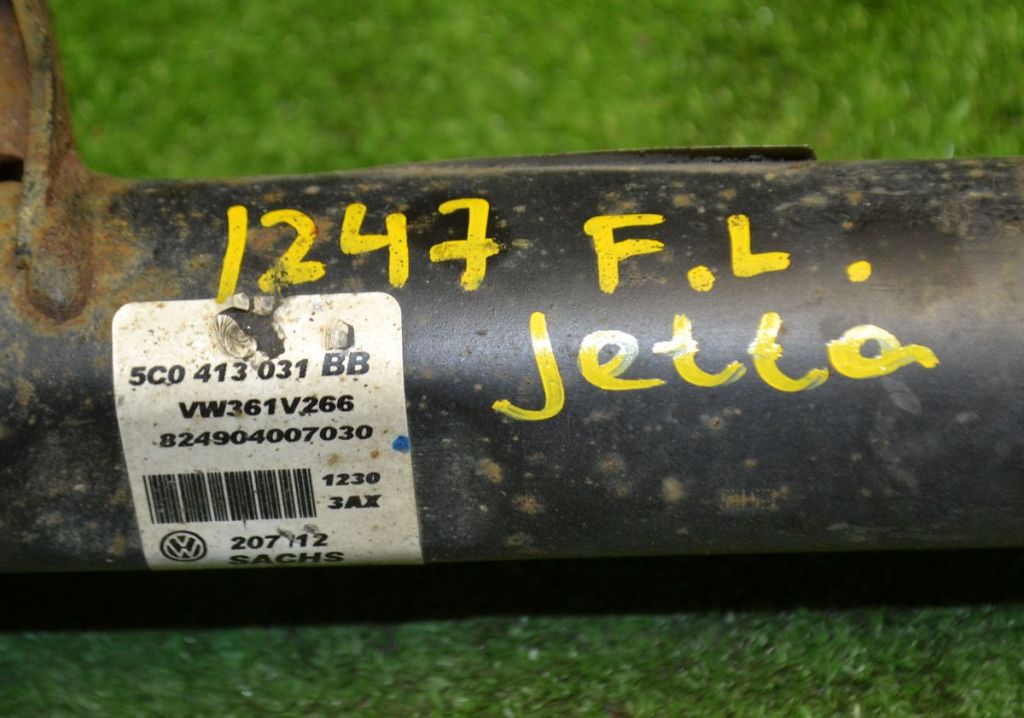 1247 F.L.
Jetta
5C0 413 031 BB
VW361V266
824904007030
1230
3AX
207 12
SACHS